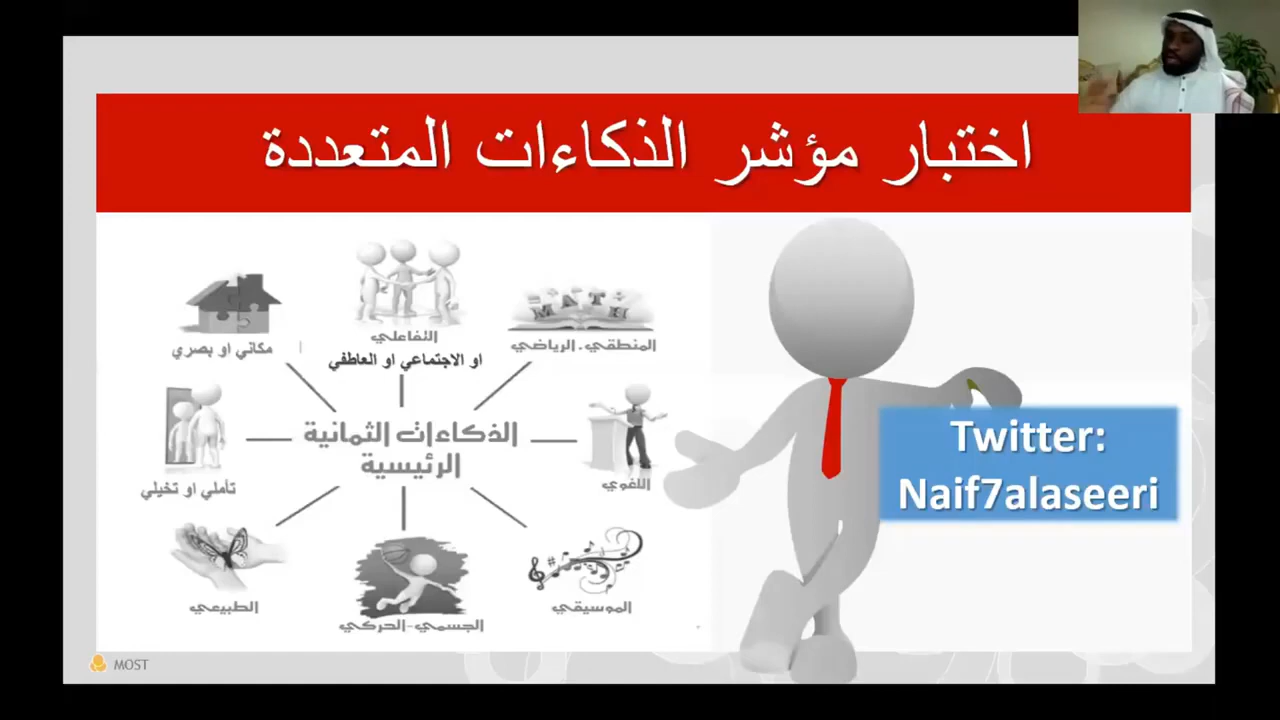 اختبار مؤشر الذكاءات المتعددة
التفاعلي
او الاجتماعي او العاطفي
المنطقي - الرياضي
MATH
مكاني او بصري
الذكاءات الثمانية
الرئيسية
اللغوي
تأملي او تخيلي
الطبيعي
الجسمي-الحركي
الموسيقي
Twitter:
Naif7alaseeri
MOST